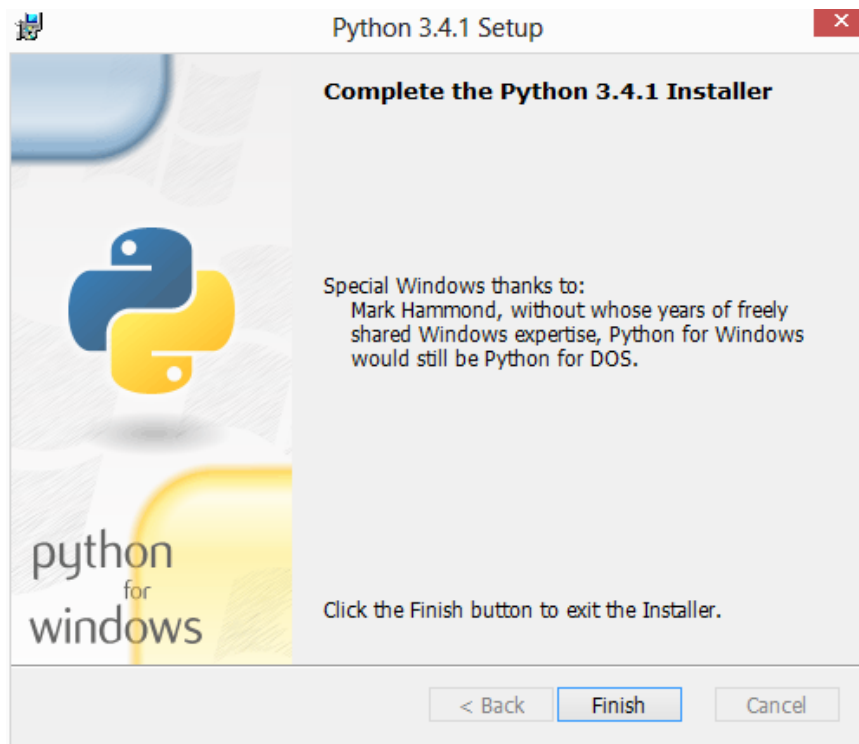 Python 3.4.1 Setup
Complete the Python 3.4.1 Installer
Special Windows thanks to:
Mark Hammond, without whose years of freely
shared Windows expertise, Python for Windows
would still be Python for DOS.
python
for
windows
Click the Finish button to exit the Installer.
< Back
Finish
Cancel